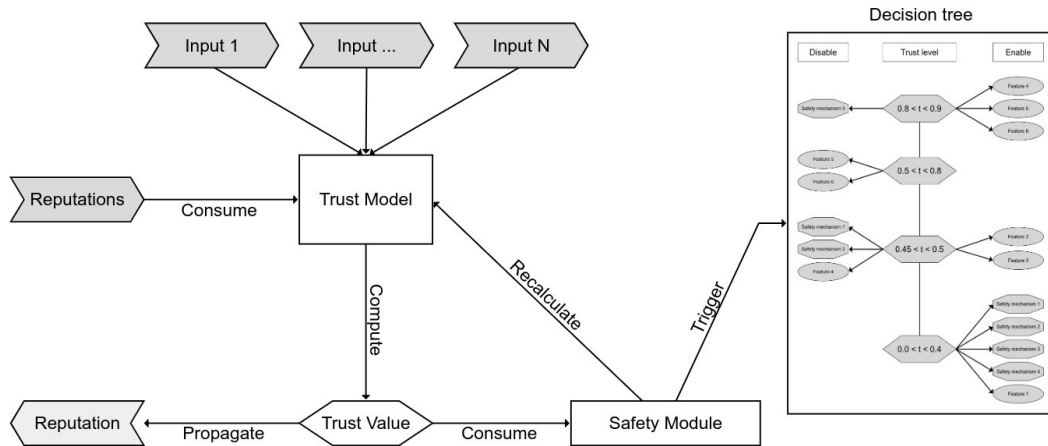 Decision tree
Input 1
Input ...
Input N
Disable
Trust level
Enable
Safety mechanism 3
0.8 < t < 0.9
Feature 4
Feature 5
Feature 6
Feature 5
Feature 6
0.5 < t < 0.8
Reputations
Consume
Trust Model
Safety mechanism 1
Safety mechanism 2
Feature 4
0.45 < t < 0.5
Feature 2
Feature 3
Compute
Recalculate
Trigger
0.0 < t < 0.4
Safety mechanism 1
Safety mechanism 2
Safety mechanism 3
Safety mechanism 4
Feature 1
Reputation
Propagate
Trust Value
Consume
Safety Module